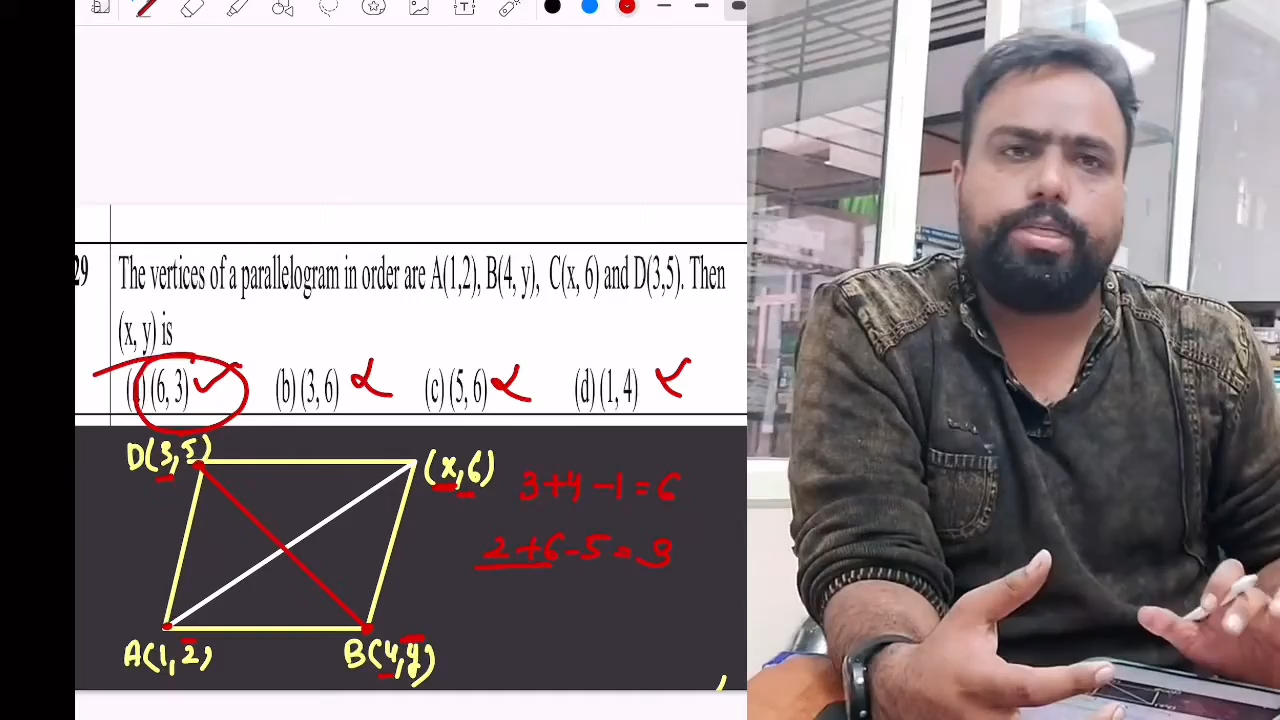 29 The vertices of a parallelogram in order are A(1,2), B(4, y), C(x, 6) and D(3,5). Then
(x, y) is
(6, 3) (b) (3, 6) (c) (5, 6) (d) (1, 4)
D(3,5) (x,6) 3+4-1=6
2+6-5=3
A(1,2) B(4,y)